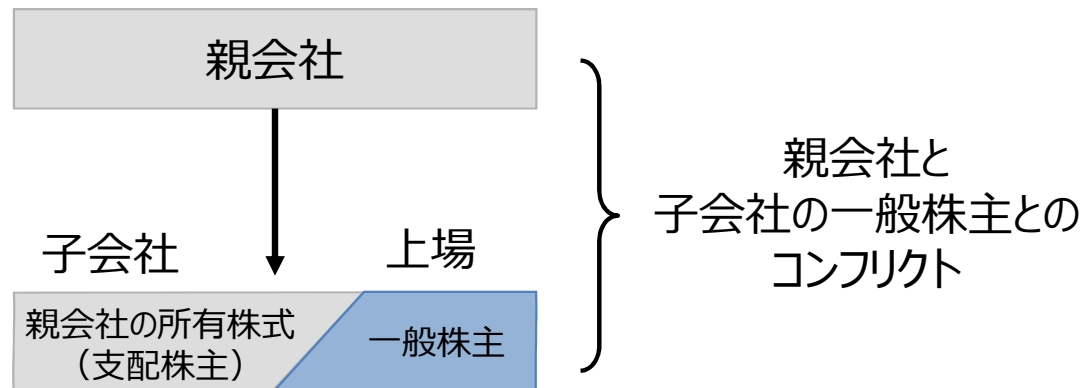 親会社
子会社
上場
親会社の所有株式
（支配株主）
一般株主
親会社と
子会社の一般株主との
コンフリクト